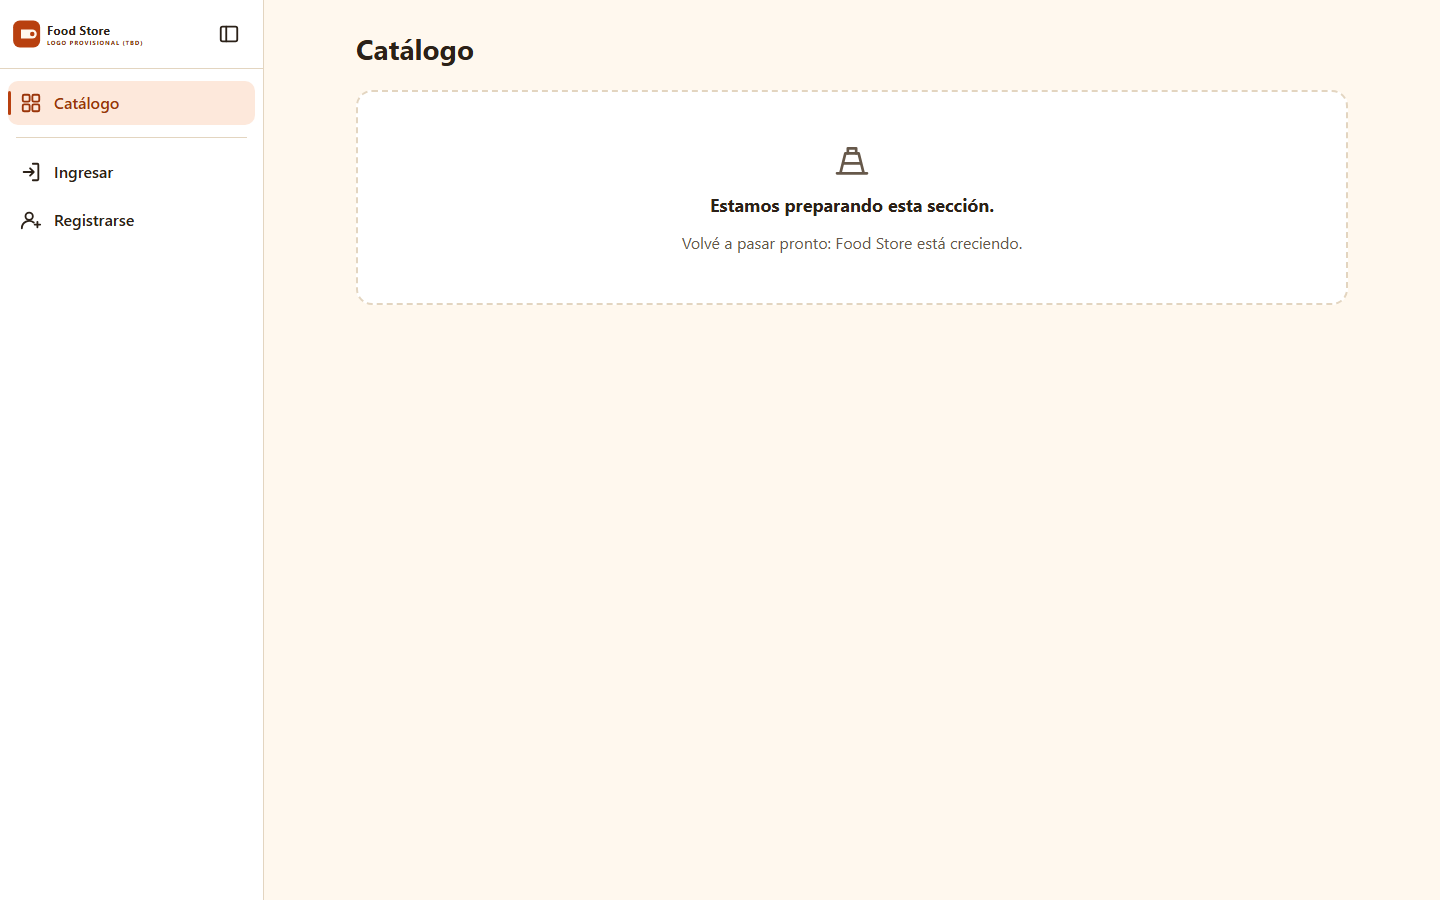 Food Store
LOGO PROVISIONAL (TBD)
Catálogo
Ingresar
Registrarse
Catálogo
Estamos preparando esta sección.
Volvé a pasar pronto: Food Store está creciendo.